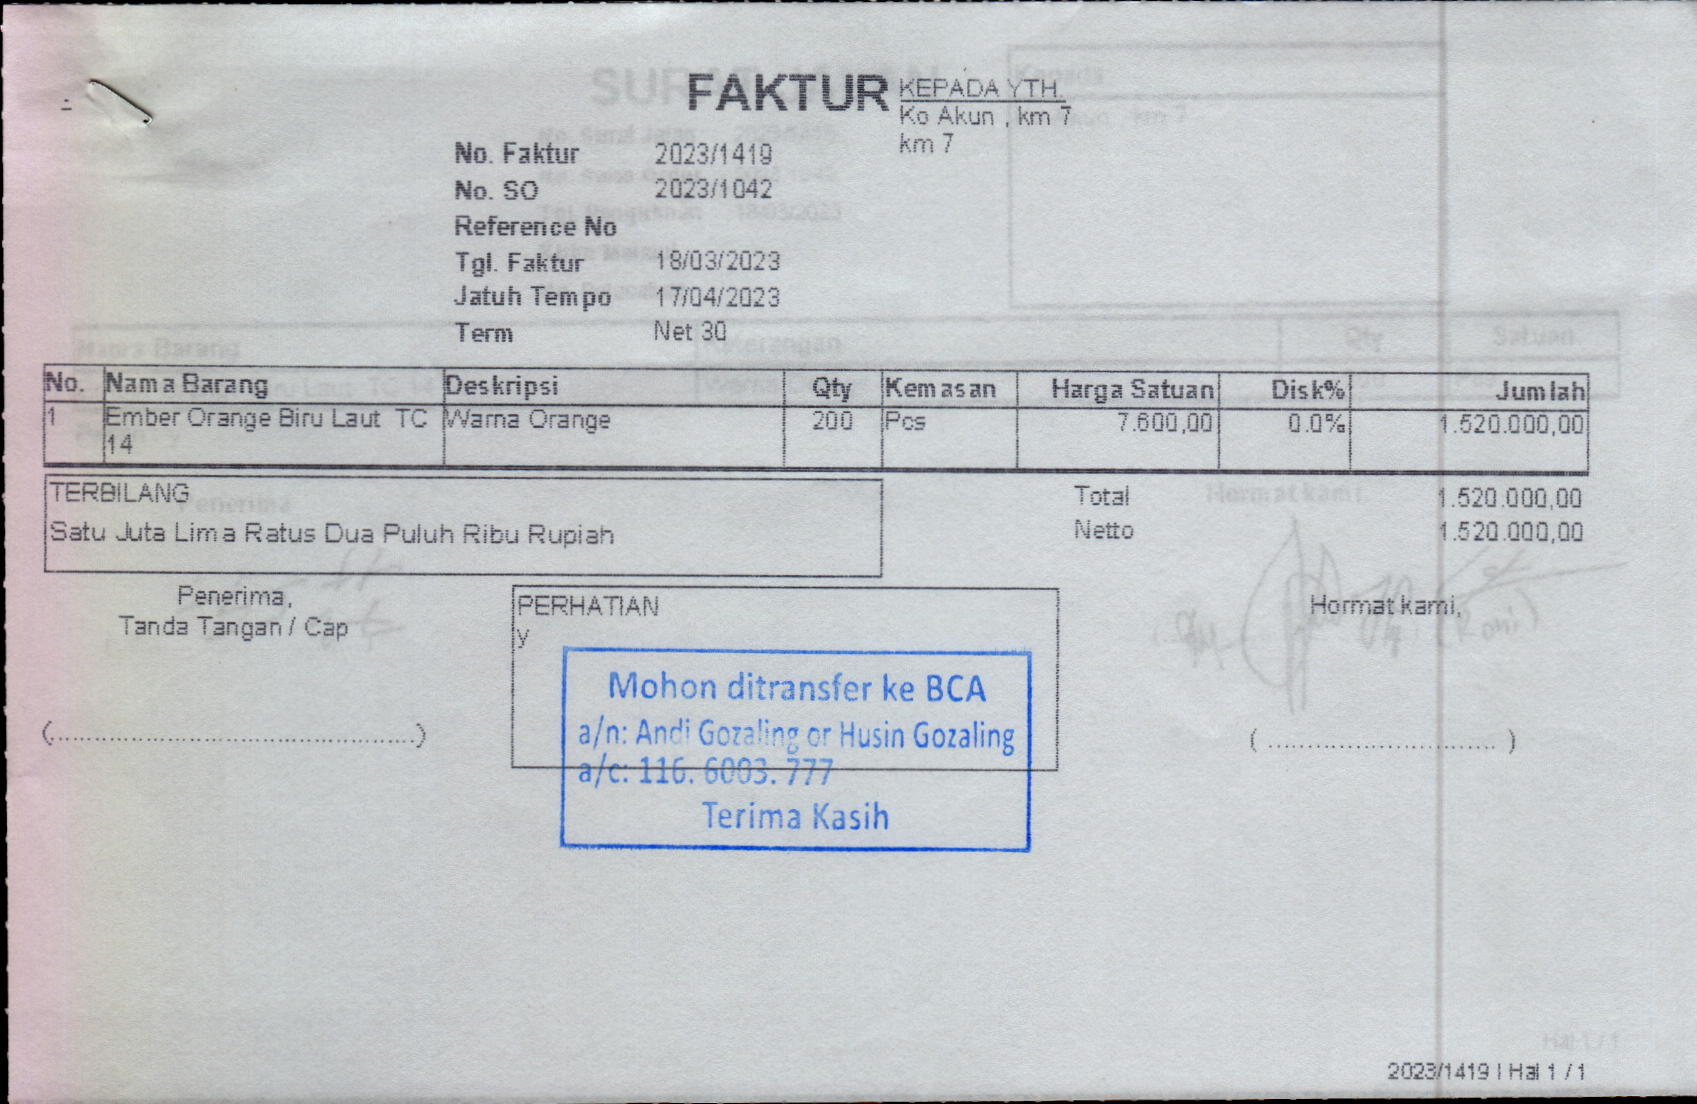 FAKTUR
KEPADA YTH.
Ko Akun , km 7
km 7
No. Faktur 2023/1419
No. SO 2023/1042
Reference No
Tgl. Faktur 18/03/2023
Jatuh Tempo 17/04/2023
Term Net 30
No. Nama Barang Deskripsi Qty Kemasan Harga Satuan Disk% Jumlah
1 Ember Orange Biru Laut TC Warna Orange 200 Pcs 7.600,00 0.0% 1.520.000,00
14
TERBILANG
Satu Juta Lima Ratus Dua Puluh Ribu Rupiah
Total 1.520.000,00
Netto 1.520.000,00
Penerima,
Tanda Tangan / Cap
(............................................)
PERHATIAN
y
Mohon ditransfer ke BCA
a/n: Andi Gozaling or Husin Gozaling
a/c: 116. 6003. 777
Terima Kasih
Hormat kami,
( ............................ )
2023/1419 | Hal 1 / 1